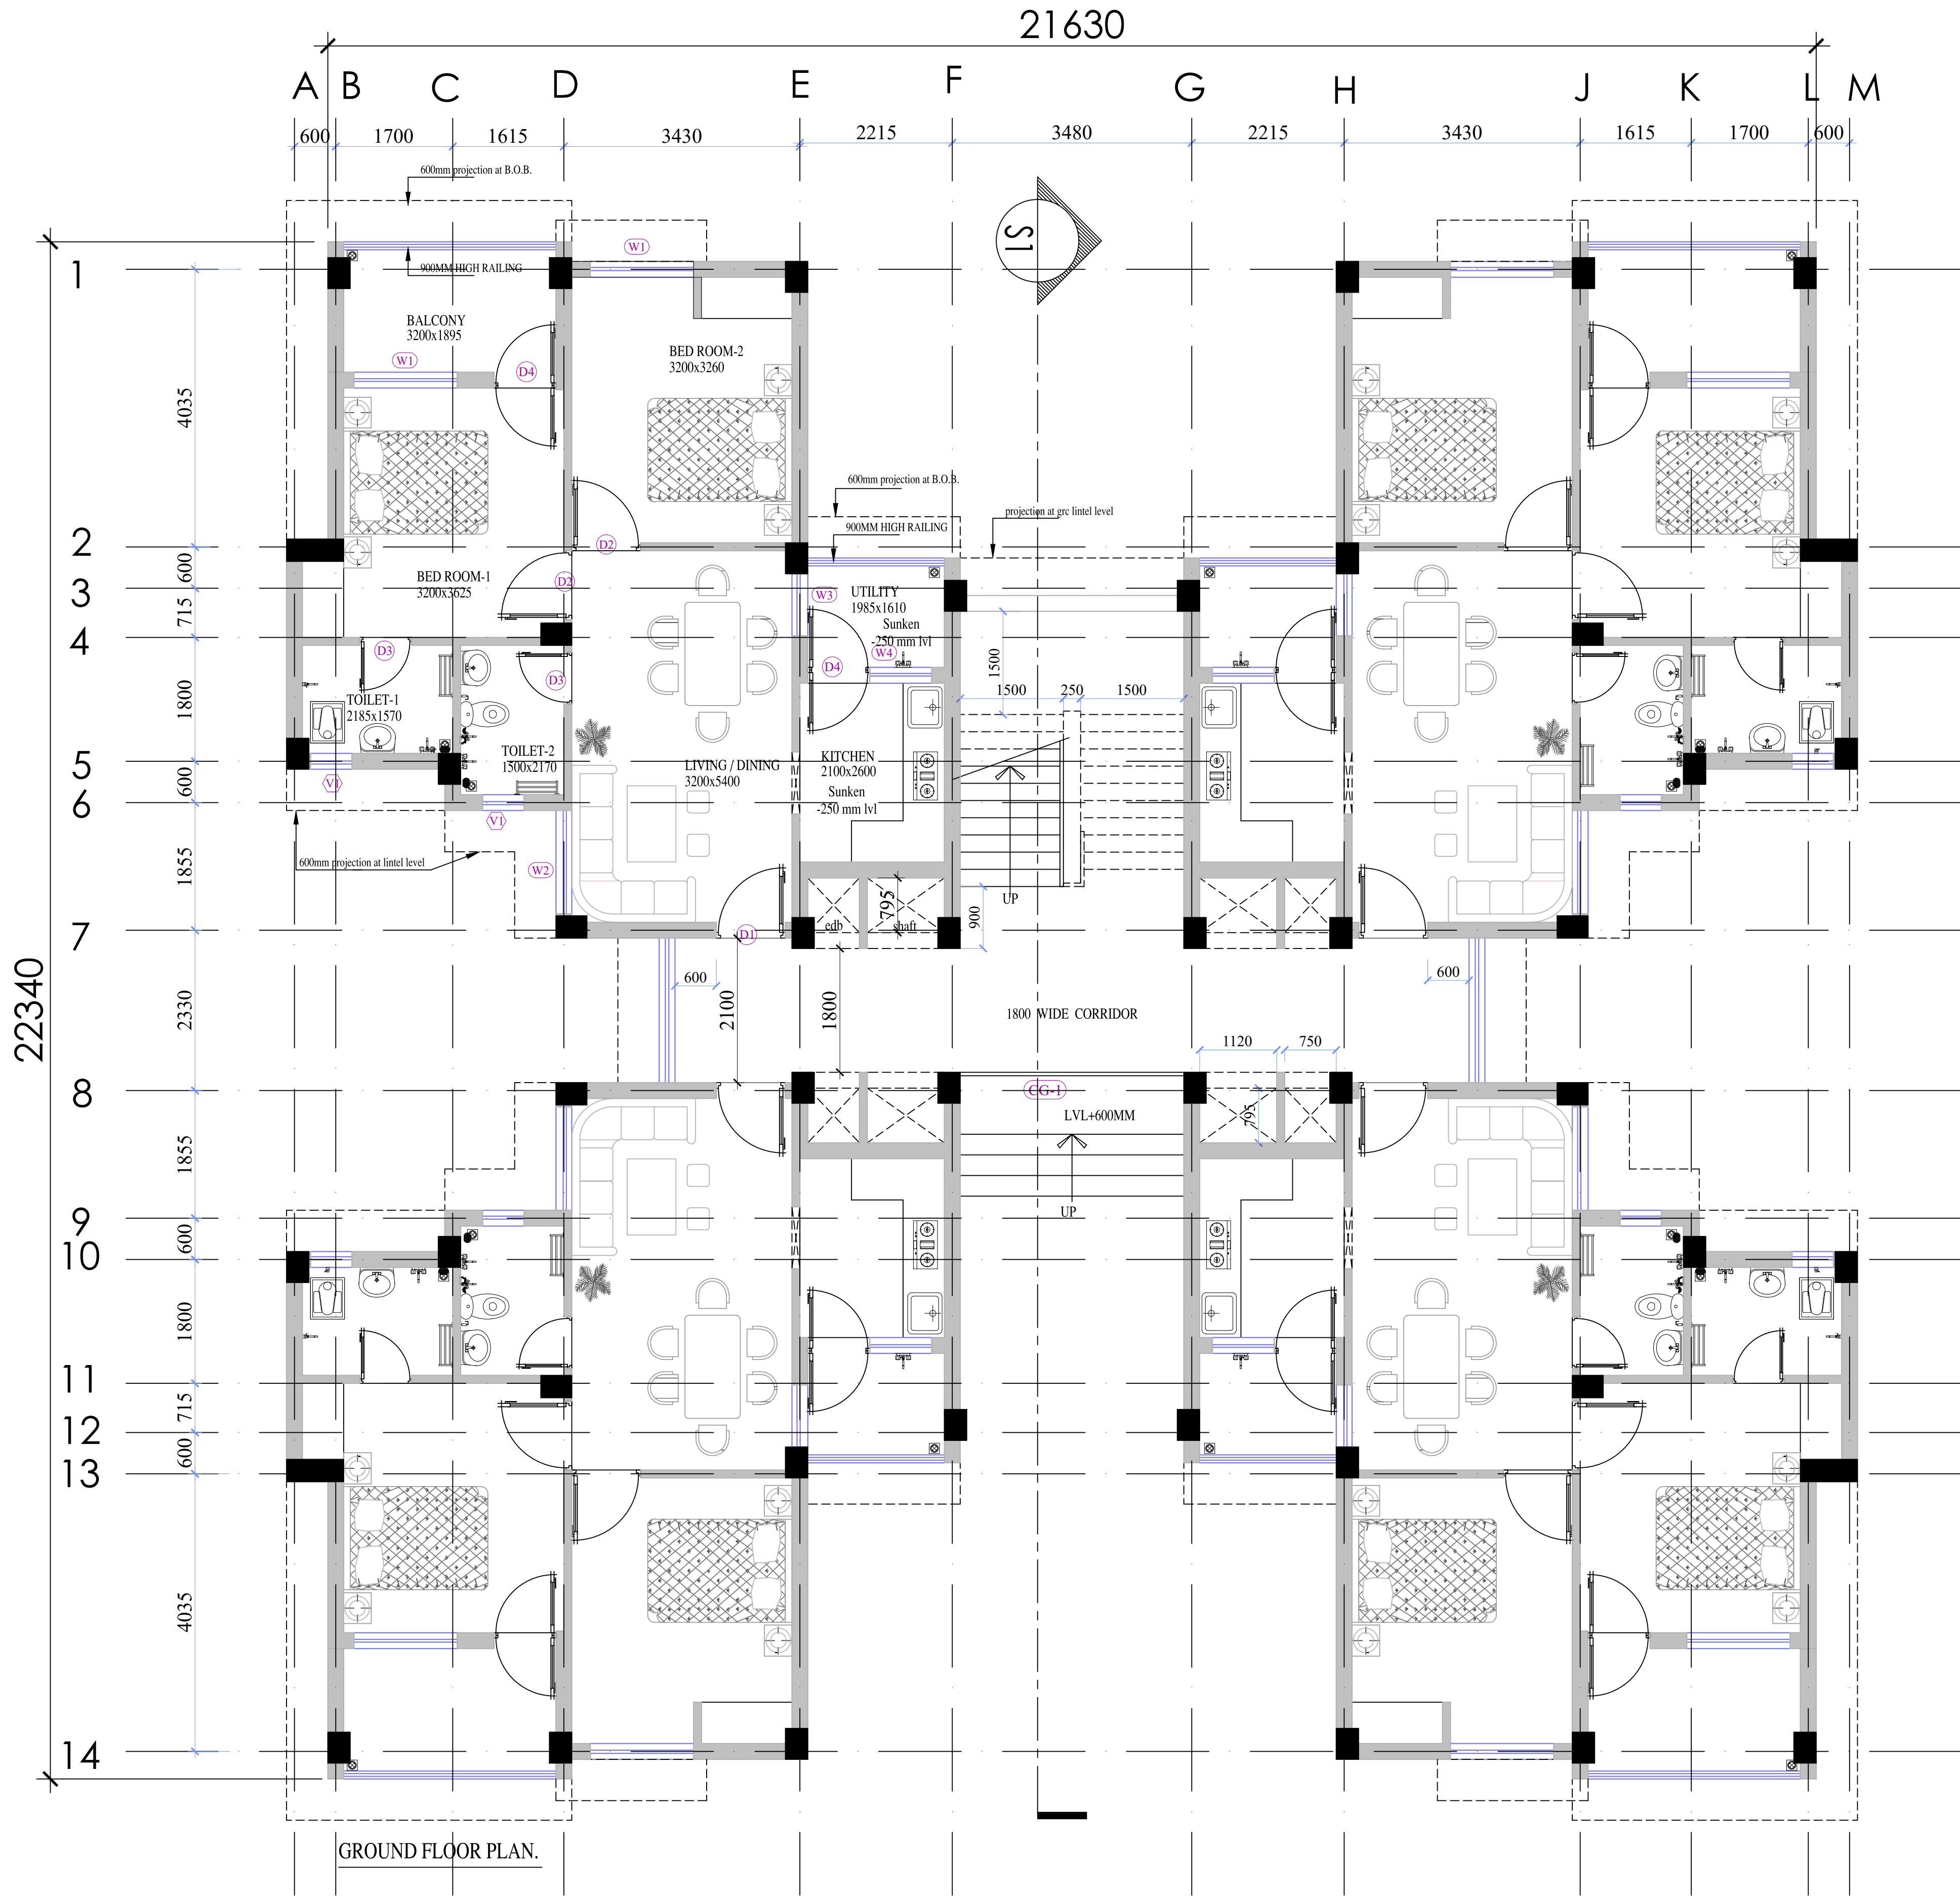 21630
A B C D E F G H J K L M
600 1700 1615 3430 2215 3480 2215 3430 1615 1700 600
600mm projection at B.O.B.
S1
W1
1
900MM HIGH RAILING
BALCONY
3200x1895
W1
D4
BED ROOM-2
3200x3260
4035
600mm projection at B.O.B.
projection at grc lintel level
900MM HIGH RAILING
2
D2
600
BED ROOM-1
3200x3625
D2
3
W3
UTILITY
1985x1610
Sunken
-250 mm lvl
715
4
D3
W4
D4
D3
1500
1500 250 1500
1800
TOILET-1
2185x1570
TOILET-2
1500x2170
LIVING / DINING
3200x5400
KITCHEN
2100x2600
Sunken
-250 mm lvl
5
V1
600
6
V1
1855
600mm projection at lintel level
W2
UP
795
900
edb
shaft
7
D1
600
600
22340
2330
2100
1800
1800 WIDE CORRIDOR
1120
750
8
CG-1
LVL+600MM
795
1855
UP
9
600
10
1800
11
715
12
600
13
4035
14
GROUND FLOOR PLAN.